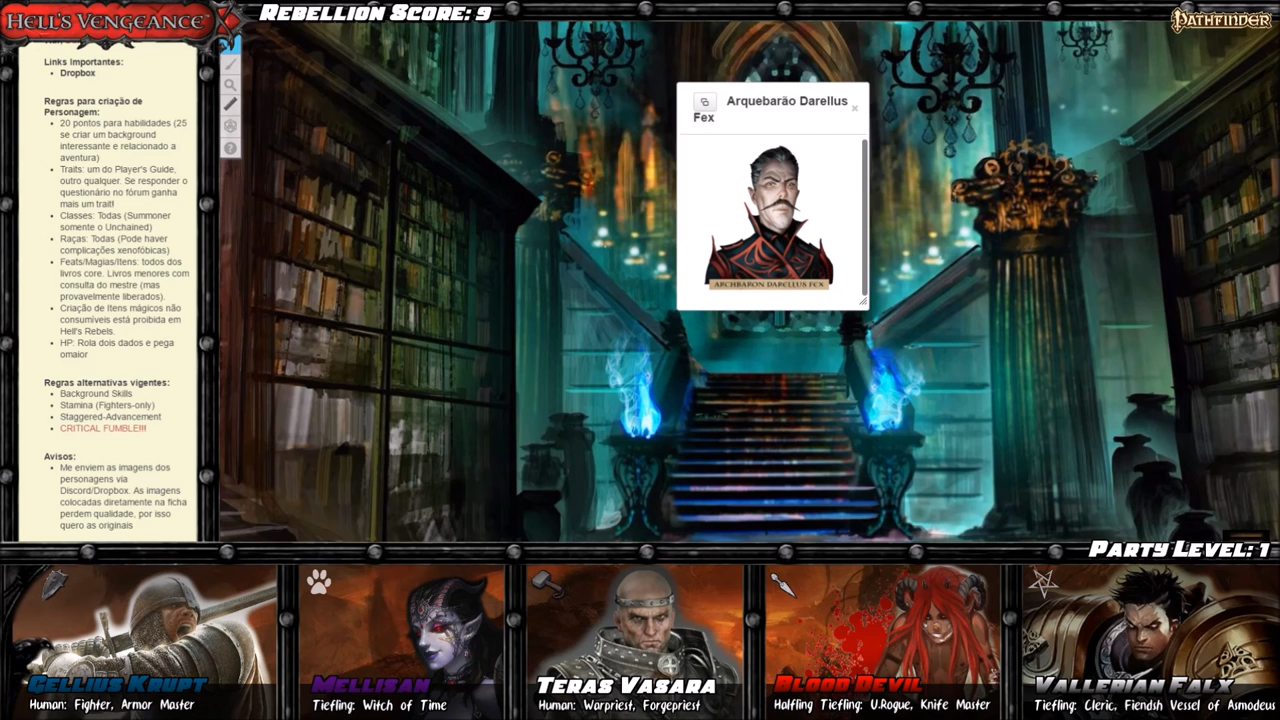 HELL'S VENGEANCE
REBELLION SCORE: 9
PATHFINDER
Links Importantes:
Dropbox
Regras para criação de
Personagem:
20 pontos para habilidades (25
se criar um background
interessante e relacionado a
aventura)
Traits: um do Player's Guide,
outro qualquer. Se responder o
questionário no fórum ganha
mais um trait!
Classes: Todas (Summoner
somente o Unchained)
Raças: Todas (Pode haver
complicações xenofóbicas)
Feats/Magias/Itens: todos dos
livros core. Livros menores com
consulta do mestre (mas
provavelmente liberados).
Criação de Itens mágicos não
consumíveis está proibida em
Hell's Rebels.
HP: Rola dois dados e pega
omaior
Regras alternativas vigentes:
Background Skills
Stamina (Fighters-only)
Staggered-Advancement
CRITICAL FUMBLE!!!
Avisos:
Me enviem as imagens dos
personagens via
Discord/Dropbox. As imagens
colocadas diretamente na ficha
perdem qualidade, por isso
quero as originais
Arquebarão Darellus
Fex
ARCHBARON DARELLUS FEX
PARTY LEVEL: 1
GELLIUS KRUPT
Human: Fighter, Armor Master
MELLISAN
Tiefling: Witch of Time
TERAS VASARA
Human: Warpriest, Forgepriest
BLOOD DEVIL
Halfling Tiefling: U.Rogue, Knife Master
VALLERIAN FALX
Tiefling: Cleric, Fiendsh Vessel of Asmodeus